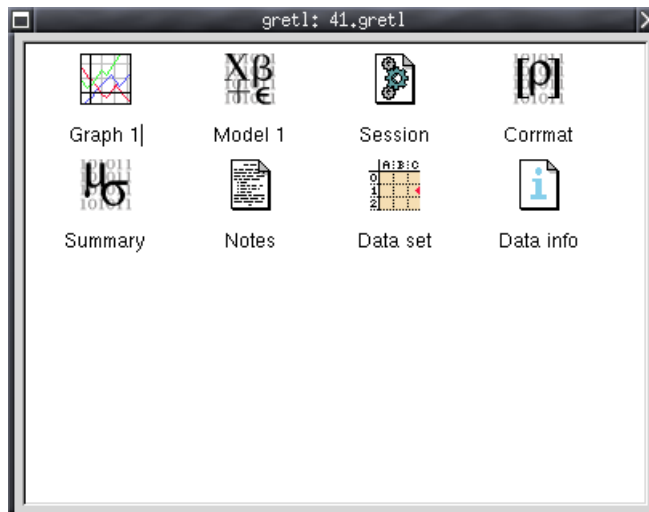 gretl: 41.gretl
Graph 1 Model 1 Session Corrmat
Summary Notes Data set Data info